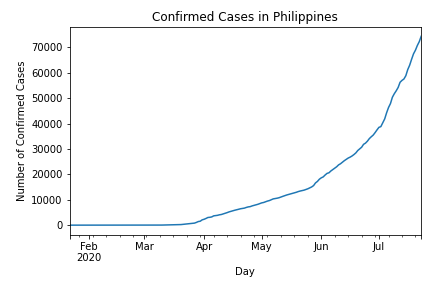 Confirmed Cases in Philippines
Number of Confirmed Cases
70000
60000
50000
40000
30000
20000
10000
0
Feb Mar Apr May Jun Jul
2020
Day